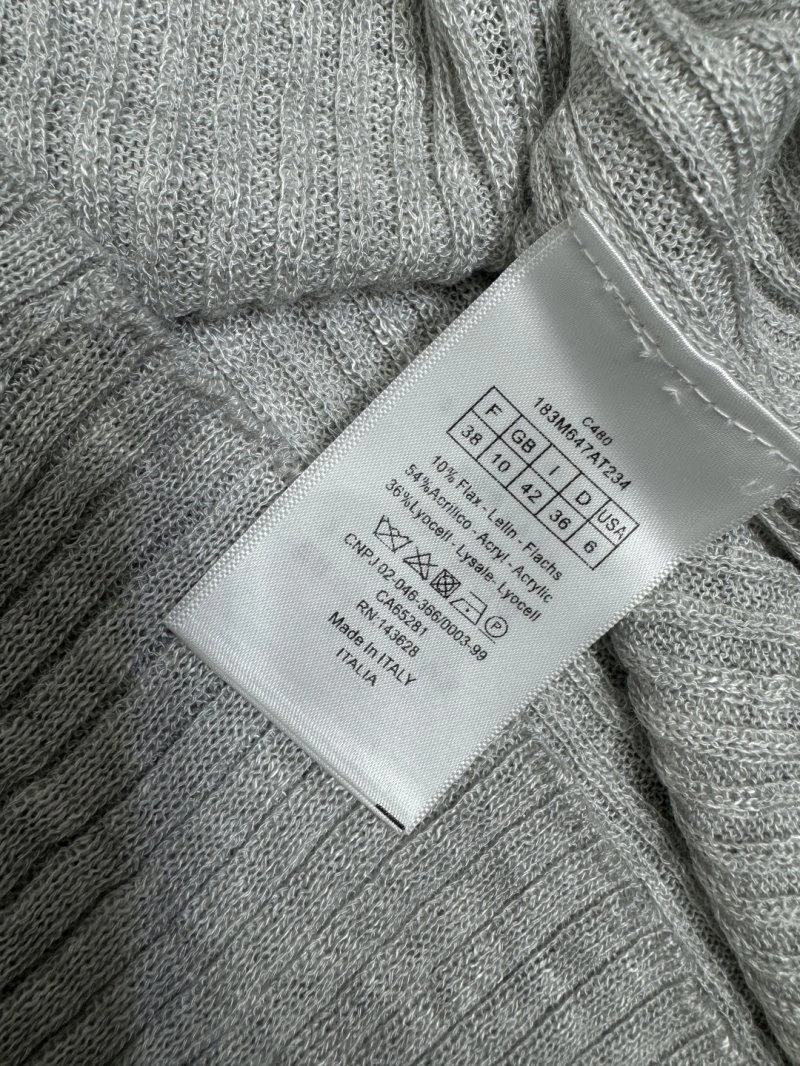 C480
183M647AT234
F GB I D USA
38 10 42 36 6
10% Flax - Lelin - Flachs
54%Acrilico - Acryl - Acrylic
36%Lyocell - Lysale- Lyocell
P
CNPJ 02-046-366/0003-99
CA65281
RN 143628
Made In ITALY
ITALIA